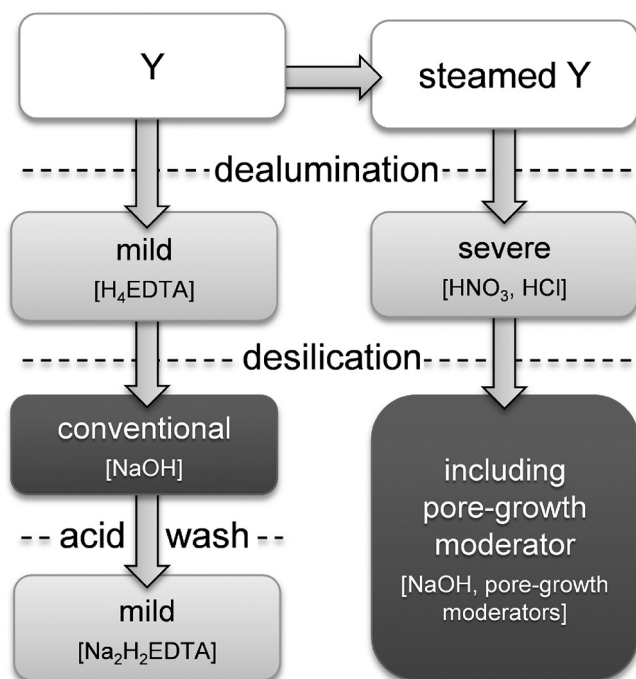 Y
steamed Y
dealumination
mild
[H₄EDTA]
severe
[HNO₃, HCl]
desilication
conventional
[NaOH]
including
pore-growth
moderator
[NaOH, pore-growth
moderators]
acid wash
mild
[Na₂H₂EDTA]